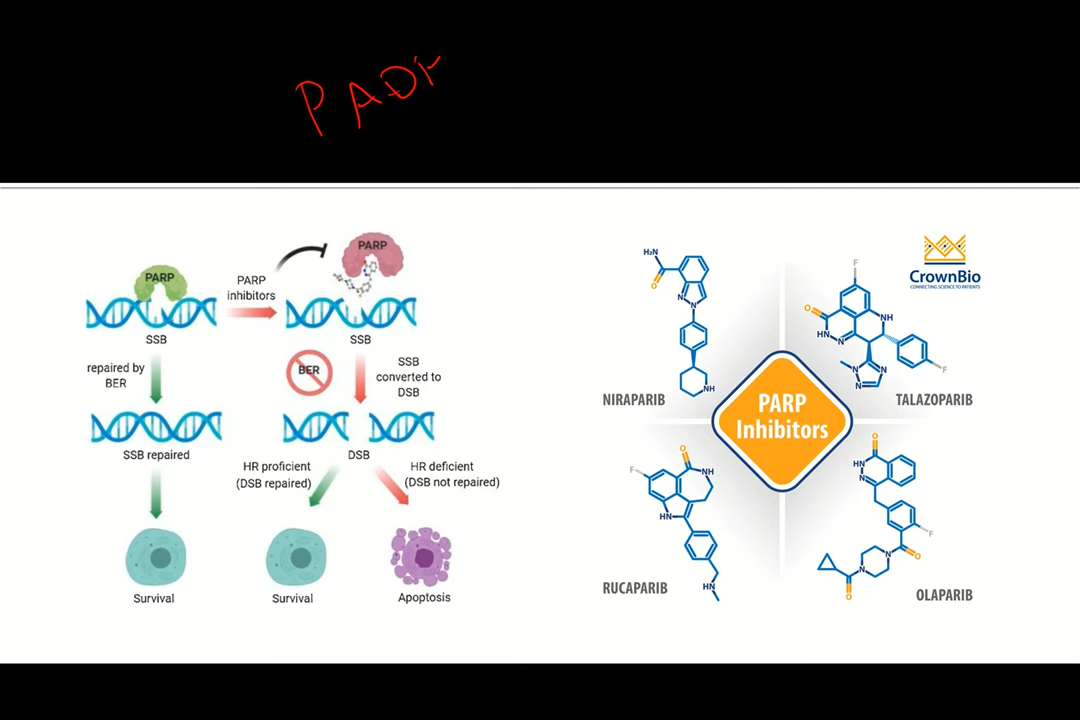 PADP
PARP
PARP
PARP
inhibitors
SSB
SSB
repaired by
BER
BER
SSB
converted to
DSB
SSB repaired
DSB
HR proficient
(DSB repaired)
HR deficient
(DSB not repaired)
Survival
Survival
Apoptosis
CrownBio
CONNECTING SCIENCE TO PATIENTS
H₂N
O
N
N
NH
NIRAPARIB
F
O
HN
N
NH
N
N
N
F
TALAZOPARIB
PARP
Inhibitors
O
F
NH
HN
HN
RUCAPARIB
O
HN
N
F
N
O
N
O
OLAPARIB